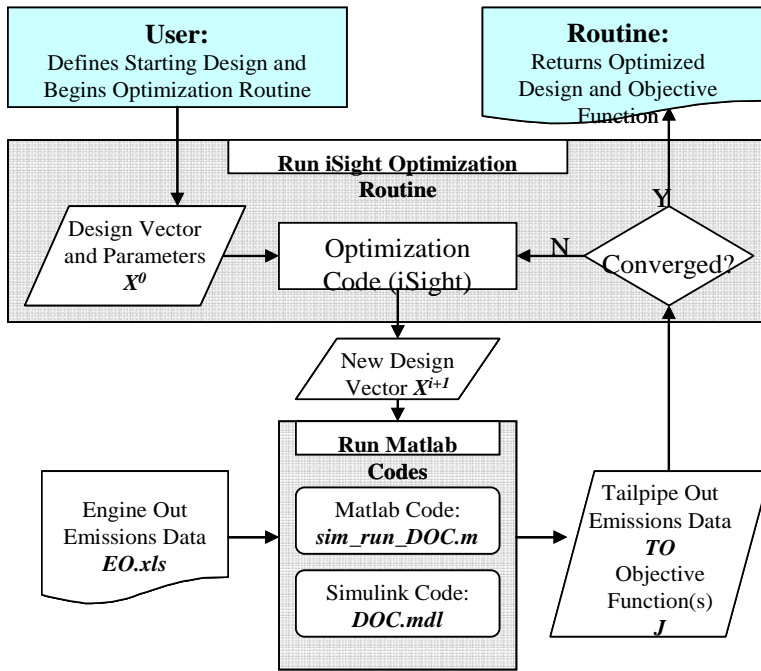 User:
Defines Starting Design and
Begins Optimization Routine
Routine:
Returns Optimized
Design and Objective
Function
Run iSight Optimization
Routine
Design Vector
and Parameters
X⁰
Optimization
Code (iSight)
N
Y
Converged?
New Design
Vector Xⁱ⁺¹
Run Matlab
Codes
Engine Out
Emissions Data
EO.xls
Matlab Code:
sim_run_DOC.m
Simulink Code:
DOC.mdl
Tailpipe Out
Emissions Data
TO
Objective
Function(s)
J